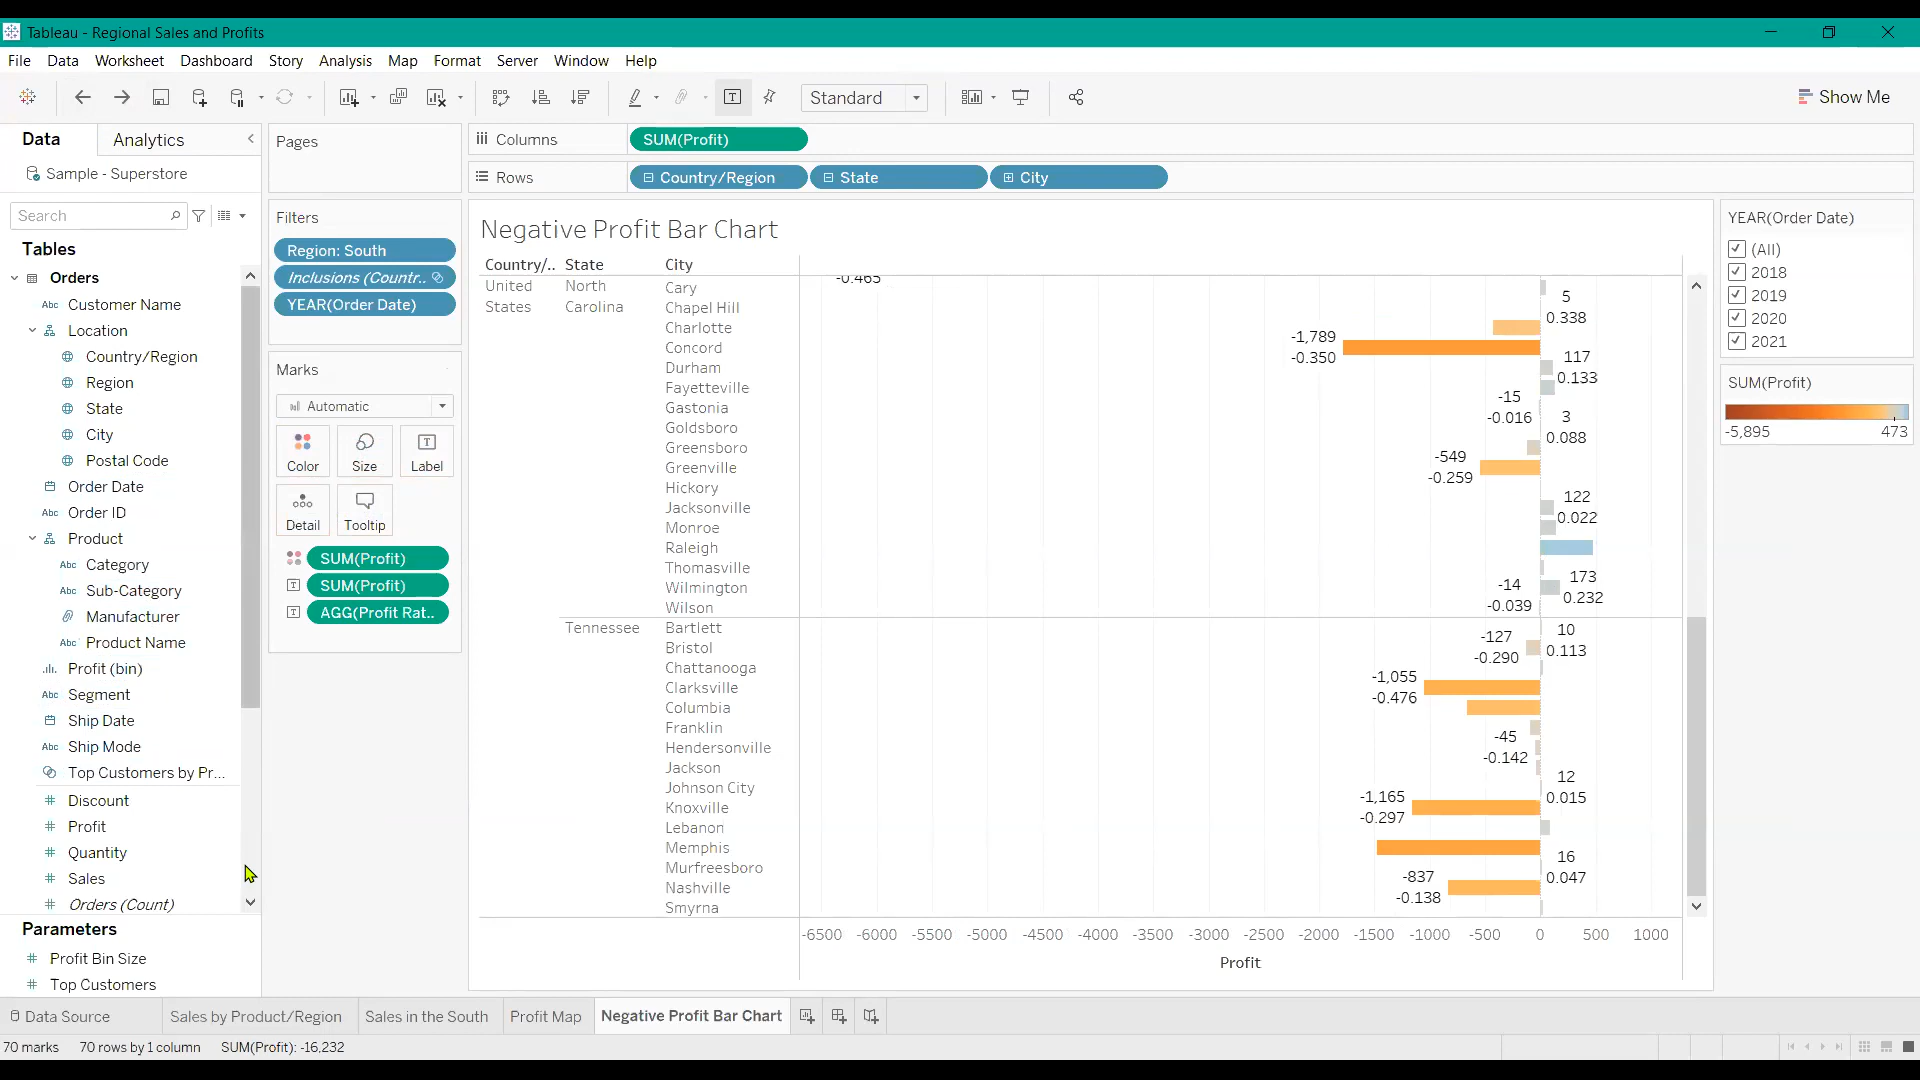 Tableau - Regional Sales and Profits
File Data Worksheet Dashboard Story Analysis Map Format Server Window Help
Standard
Show Me
Data Analytics
Sample - Superstore
Search
Tables
Orders
Abc Customer Name
Location
Country/Region
Region
State
City
Postal Code
Order Date
Abc Order ID
Product
Abc Category
Abc Sub-Category
Manufacturer
Abc Product Name
Profit (bin)
Abc Segment
Ship Date
Abc Ship Mode
Top Customers by Pr...
# Discount
# Profit
# Quantity
# Sales
# Orders (Count)
Parameters
# Profit Bin Size
# Top Customers
Pages
Filters
Region: South
Inclusions (Countr..
YEAR(Order Date)
Marks
Automatic
Color Size Label
Detail Tooltip
SUM(Profit)
T SUM(Profit)
T AGG(Profit Rat..
Columns SUM(Profit)
Rows Country/Region State City
Negative Profit Bar Chart
Country/.. State City
-0.465
United States
North Carolina
Cary
Chapel Hill
Charlotte
Concord
Durham
Fayetteville
Gastonia
Goldsboro
Greensboro
Greenville
Hickory
Jacksonville
Monroe
Raleigh
Thomasville
Wilmington
Wilson
Tennessee
Bartlett
Bristol
Chattanooga
Clarksville
Columbia
Franklin
Hendersonville
Jackson
Johnson City
Knoxville
Lebanon
Memphis
Murfreesboro
Nashville
Smyrna
5
0.338
-1,789
-0.350
117
0.133
-15
-0.016
3
0.088
-549
-0.259
122
0.022
173
0.232
-14
-0.039
10
0.113
-127
-0.290
-1,055
-0.476
-45
-0.142
12
0.015
-1,165
-0.297
16
0.047
-837
-0.138
-6500 -6000 -5500 -5000 -4500 -4000 -3500 -3000 -2500 -2000 -1500 -1000 -500 0 500 1000
Profit
YEAR(Order Date)
(All)
2018
2019
2020
2021
SUM(Profit)
-5,895 473
Data Source Sales by Product/Region Sales in the South Profit Map Negative Profit Bar Chart
70 marks 70 rows by 1 column SUM(Profit): -16,232